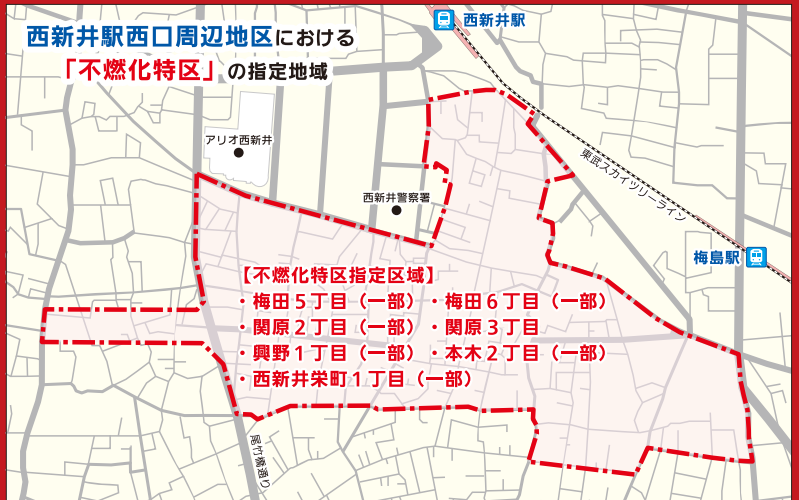 西新井駅西口周辺地区における
「不燃化特区」の指定地域
西新井駅
アリオ西新井
西新井警察署
東武スカイツリーライン
梅島駅
【不燃化特区指定区域】
・梅田５丁目（一部）・梅田６丁目（一部）
・関原２丁目（一部）・関原３丁目
・興野１丁目（一部）・本木２丁目（一部）
・西新井栄町１丁目（一部）
尾竹橋通り